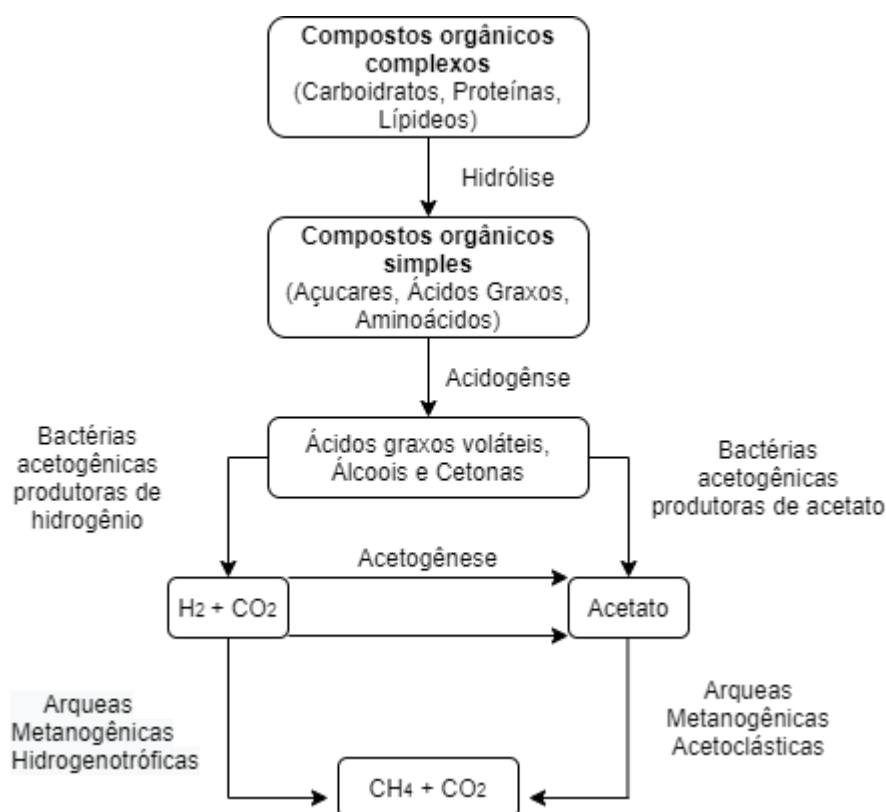 Compostos orgânicos
complexos
(Carboidratos, Proteínas,
Lípideos)
Hidrólise
Compostos orgânicos
simples
(Açucares, Ácidos Graxos,
Aminoácidos)
Acidogênse
Bactérias
acetogênicas
produtoras de
hidrogênio
Ácidos graxos voláteis,
Álcoois e Cetonas
Bactérias
acetogênicas
produtoras de acetato
Acetogênese
H2 + CO2
Acetato
Arqueas
Metanogênicas
Hidrogenotróficas
Arqueas
Metanogênicas
Acetoclásticas
CH4 + CO2